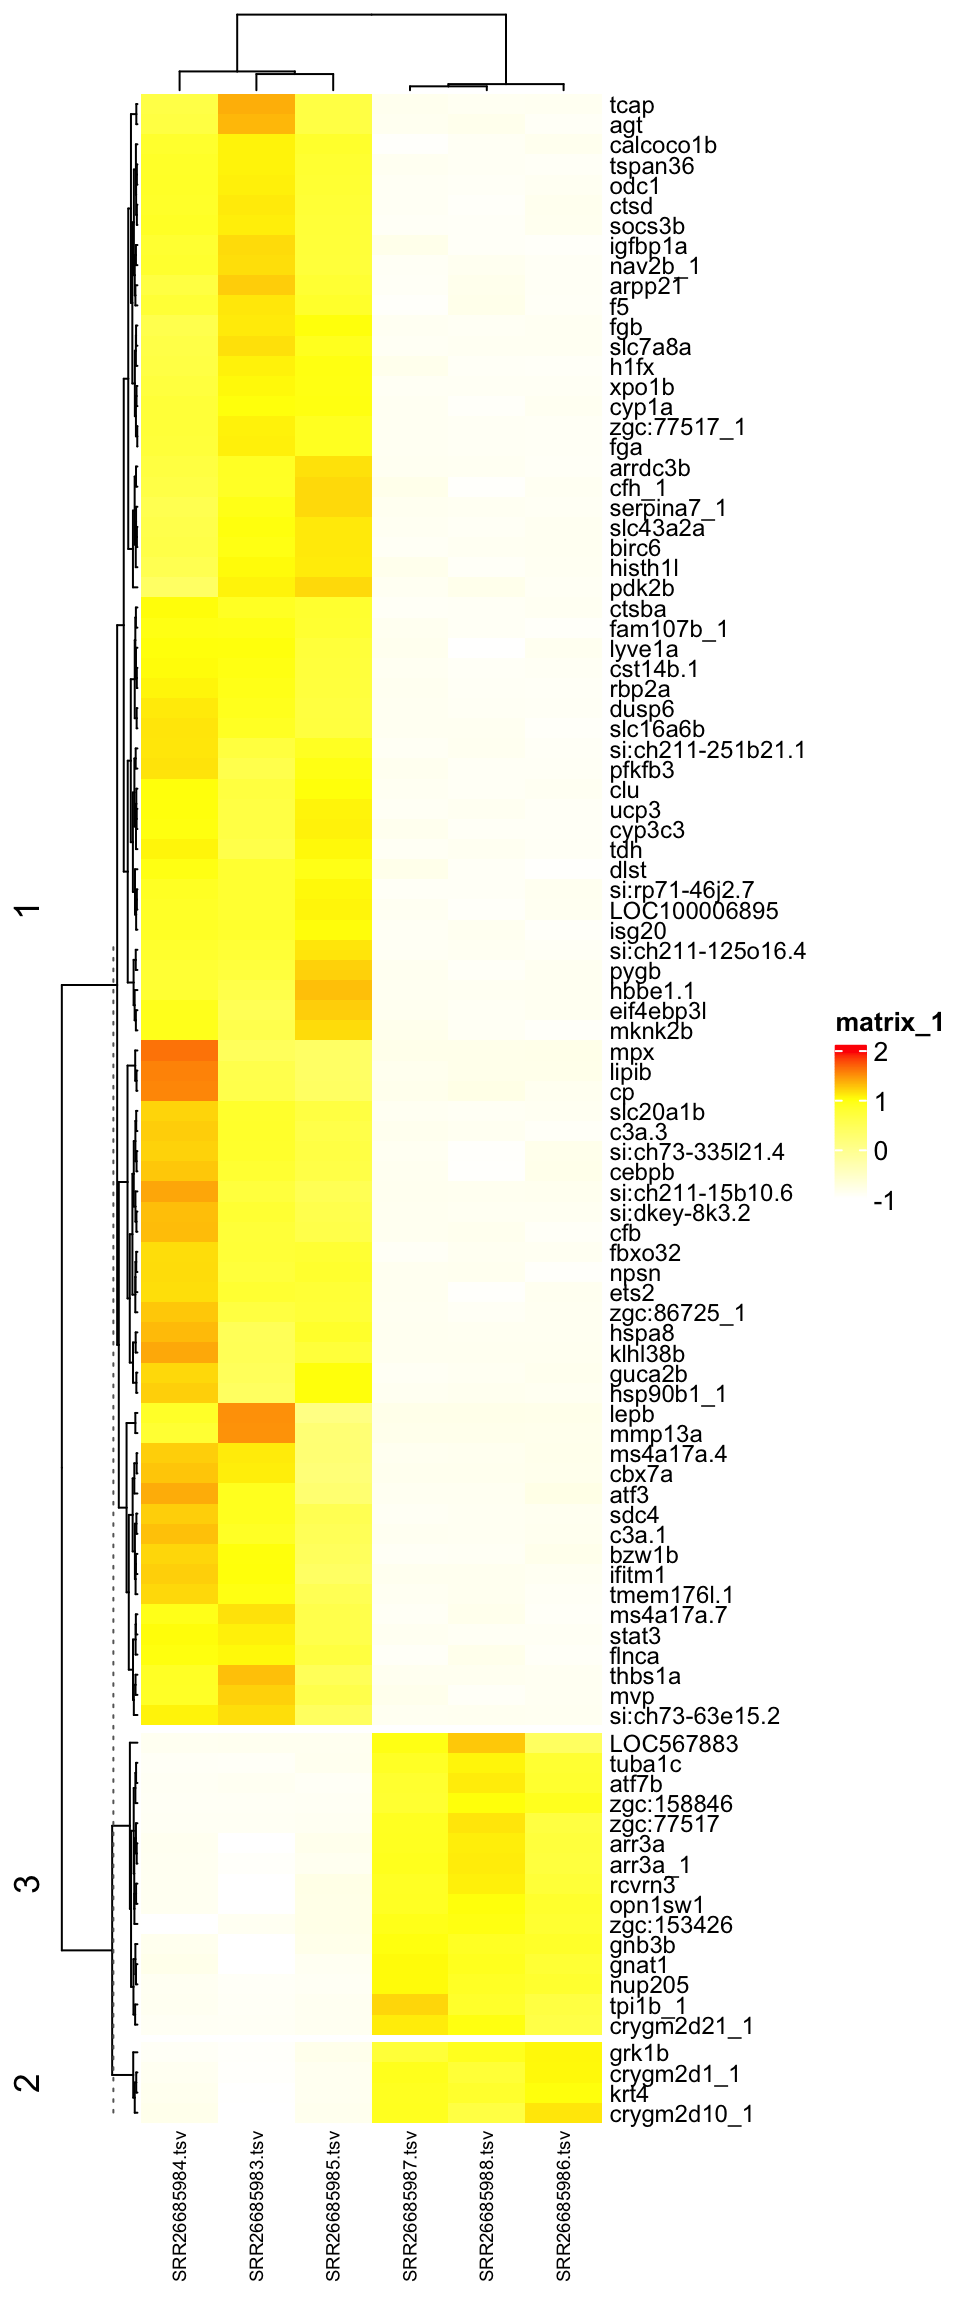 tcap
agt
calcoco1b
tspan36
odc1
ctsd
socs3b
igfbp1a
nav2b_1
arpp21
f5
fgb
slc7a8a
h1fx
xpo1b
cyp1a
zgc:77517_1
fga
arrdc3b
cfh_1
serpina7_1
slc43a2a
birc6
histh1l
pdk2b
ctsba
fam107b_1
lyve1a
cst14b.1
rbp2a
dusp6
slc16a6b
si:ch211-251b21.1
pfkfb3
clu
ucp3
cyp3c3
tdh
dlst
si:rp71-46j2.7
LOC100006895
isg20
si:ch211-125o16.4
pygb
hbbe1.1
eif4ebp3l
mknk2b
mpx
lipib
cp
slc20a1b
c3a.3
si:ch73-335l21.4
cebpb
si:ch211-15b10.6
si:dkey-8k3.2
cfb
fbxo32
npsn
ets2
zgc:86725_1
hspa8
klhl38b
guca2b
hsp90b1_1
lepb
mmp13a
ms4a17a.4
cbx7a
atf3
sdc4
c3a.1
bzw1b
ifitm1
tmem176l.1
ms4a17a.7
stat3
flnca
thbs1a
mvp
si:ch73-63e15.2
LOC567883
tuba1c
atf7b
zgc:158846
zgc:77517
arr3a
arr3a_1
rcvrn3
opn1sw1
zgc:153426
gnb3b
gnat1
nup205
tpi1b_1
crygm2d21_1
grk1b
crygm2d1_1
krt4
crygm2d10_1
1
3
2
matrix_1
2
1
0
-1
SRR26685984.tsv
SRR26685983.tsv
SRR26685985.tsv
SRR26685987.tsv
SRR26685988.tsv
SRR26685986.tsv